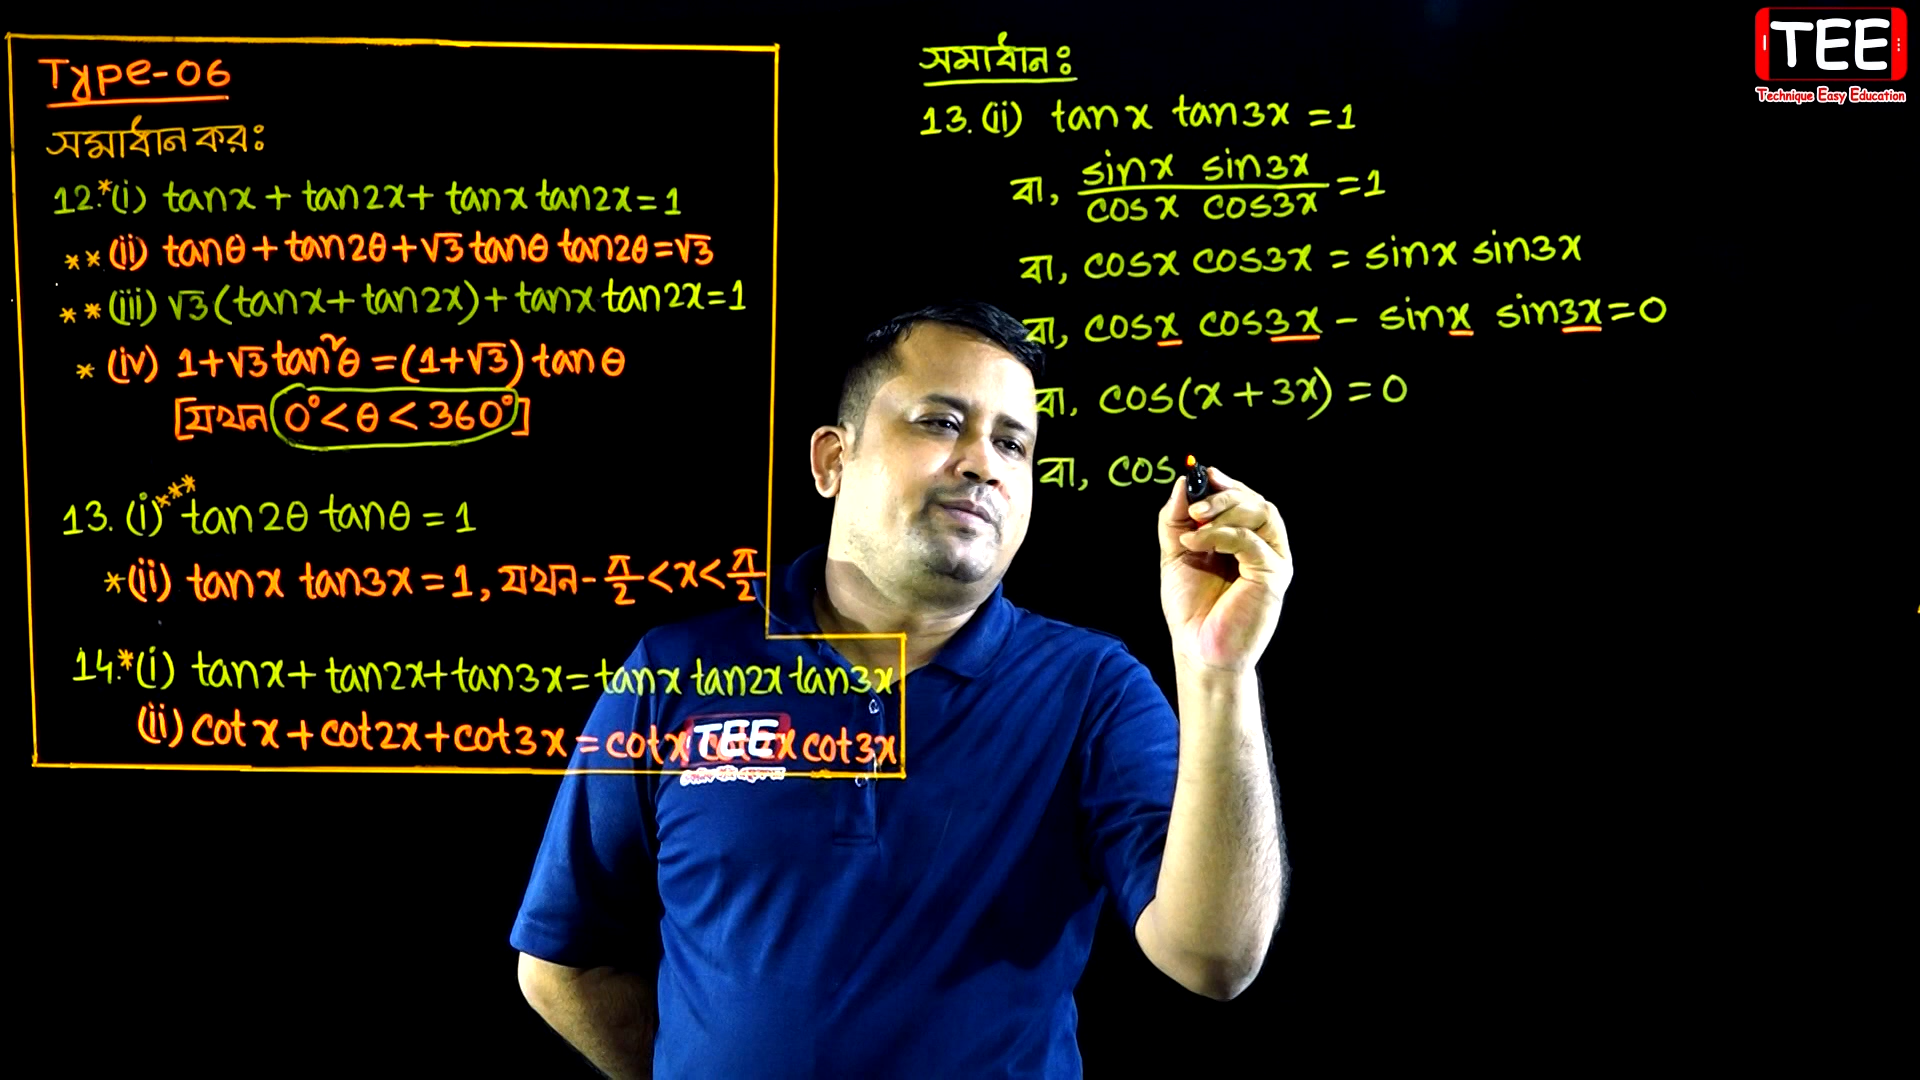 Type-06
সমাধান কর:
12.*(i) tanx + tan2x + tanx tan2x = 1
** (ii) tanθ + tan2θ + √3 tanθ tan2θ = √3
** (iii) √3 (tanx + tan2x) + tanx tan2x = 1
* (iv) 1 + √3 tan²θ = (1 + √3) tanθ
[যখন 0° < θ < 360°]
13. (i)*** tan2θ tanθ = 1
*(ii) tanx tan3x = 1, যখন -π/2 < x < π/2
14.*(i) tanx + tan2x + tan3x = tanx tan2x tan3x
(ii) cotx + cot2x + cot3x = cotx cot2x cot3x
সমাধান:
13. (ii) tanx tan3x = 1
বা, sinx sin3x / cosx cos3x = 1
বা, cosx cos3x = sinx sin3x
বা, cosx cos3x - sinx sin3x = 0
বা, cos(x + 3x) = 0
বা, cos
TEE
Technique Easy Education
TEE